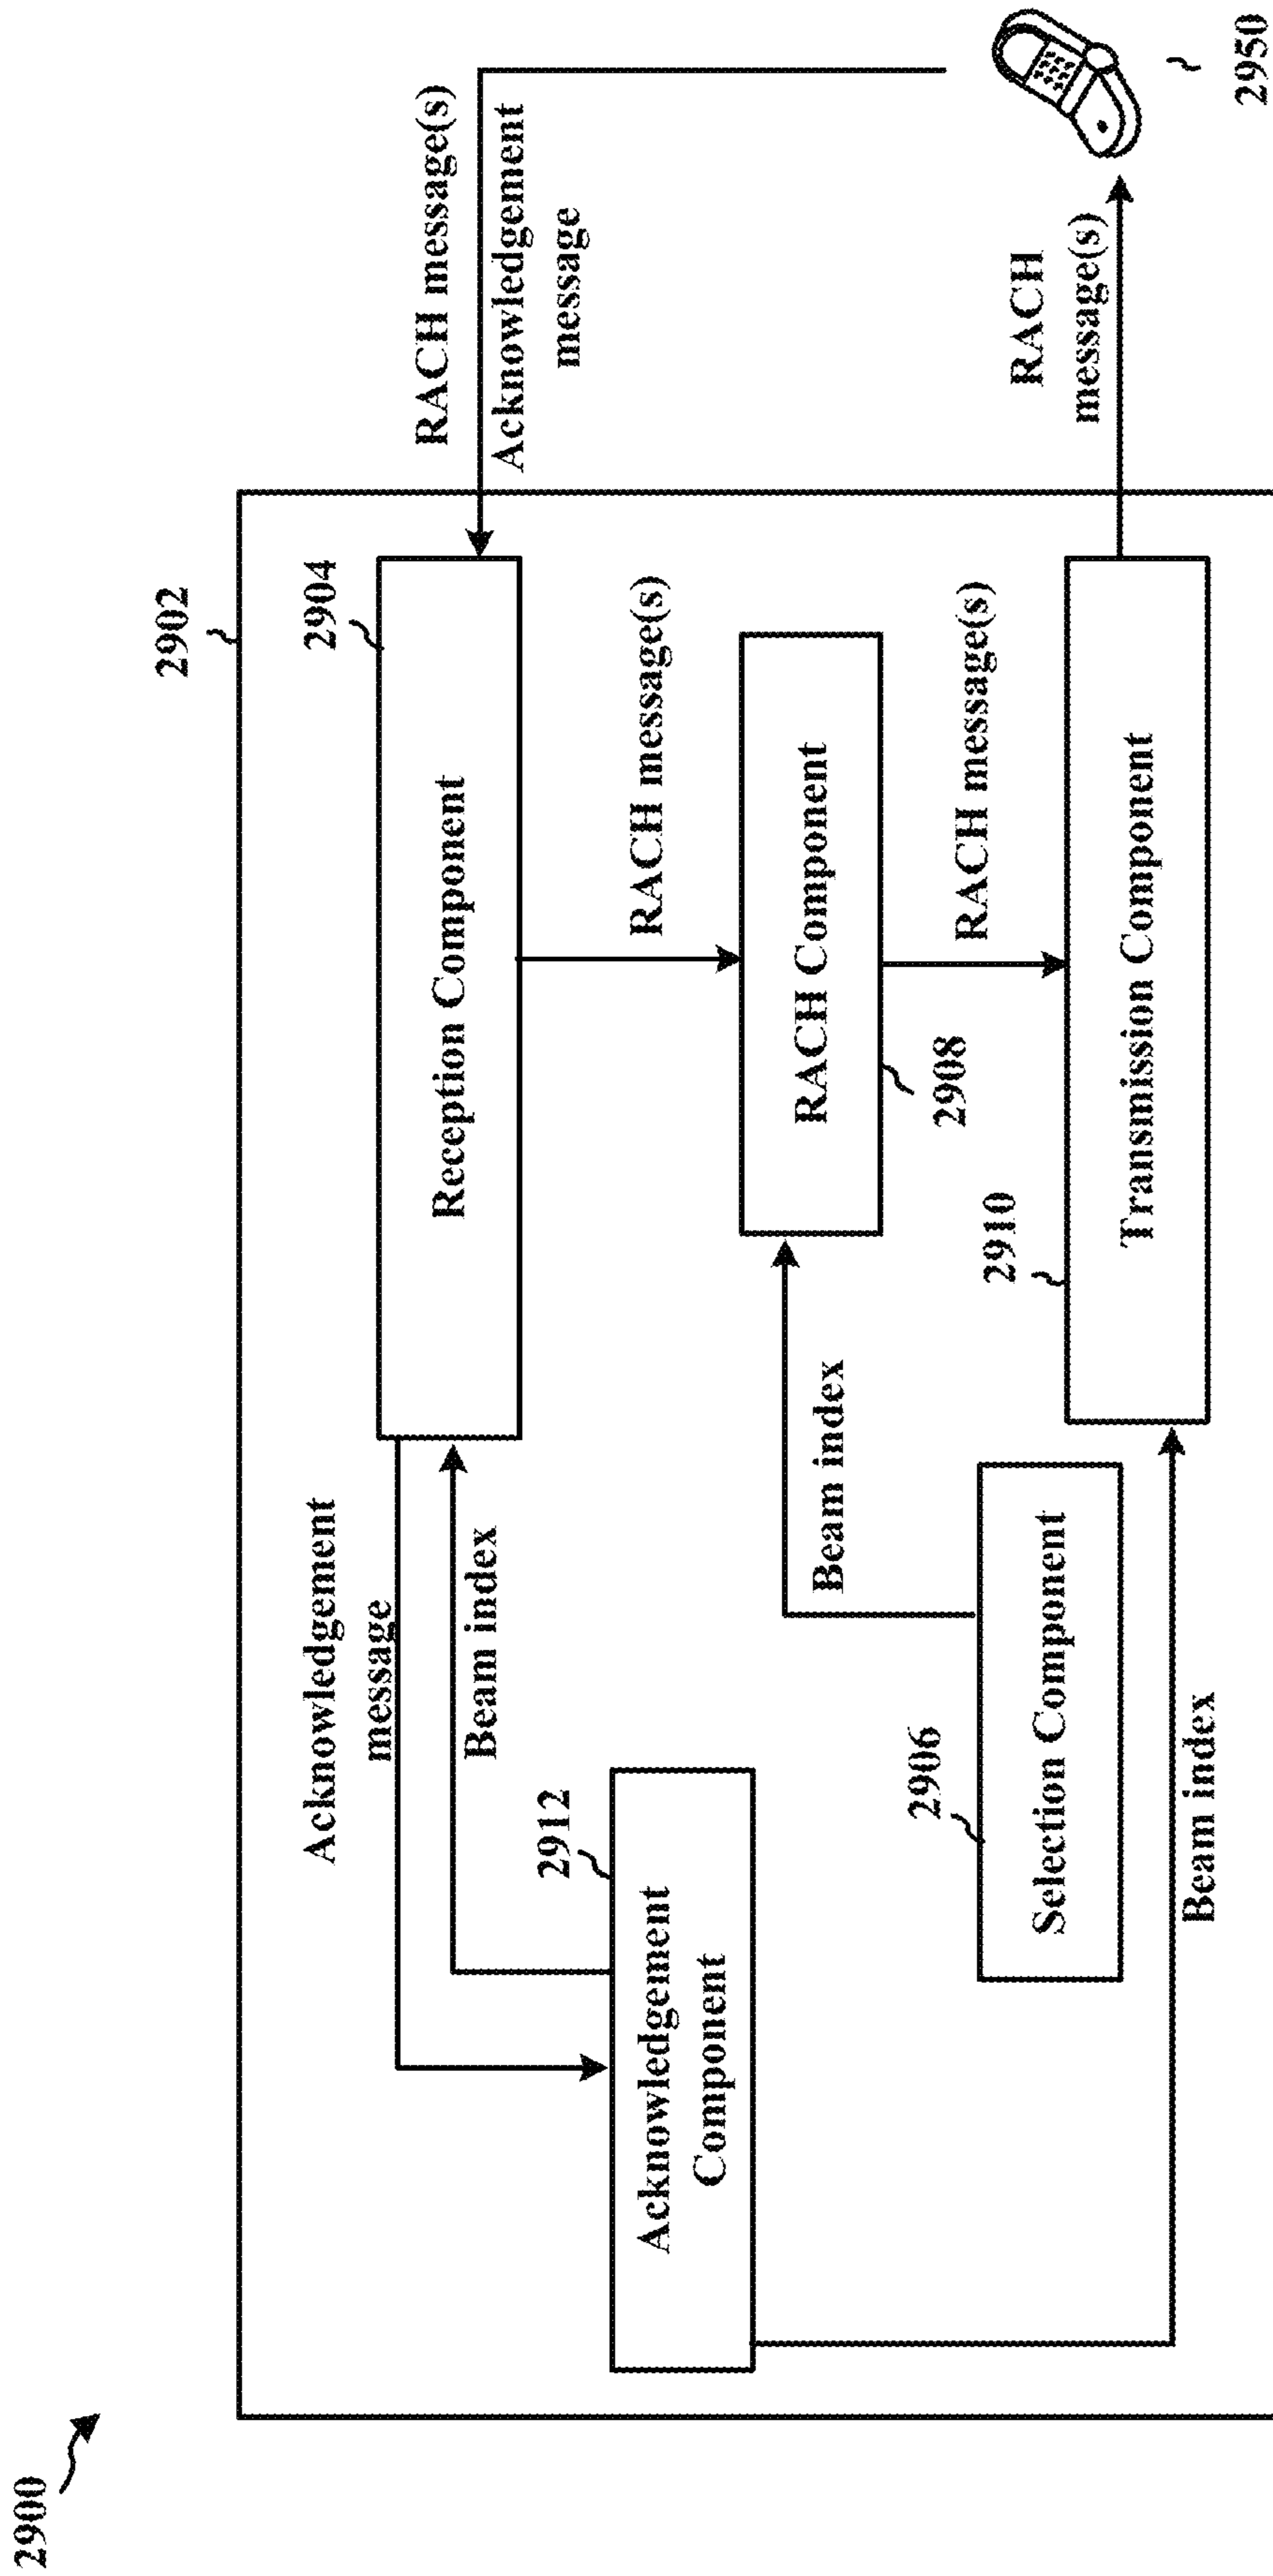 2900
2902
2904
Reception Component
RACH message(s)
Acknowledgement
message
Acknowledgement
message
Beam index
2912
Acknowledgement
Component
RACH message(s)
RACH Component
2908
Beam index
RACH message(s)
2906
Selection Component
2910
Transmission Component
Beam index
RACH
message(s)
2950